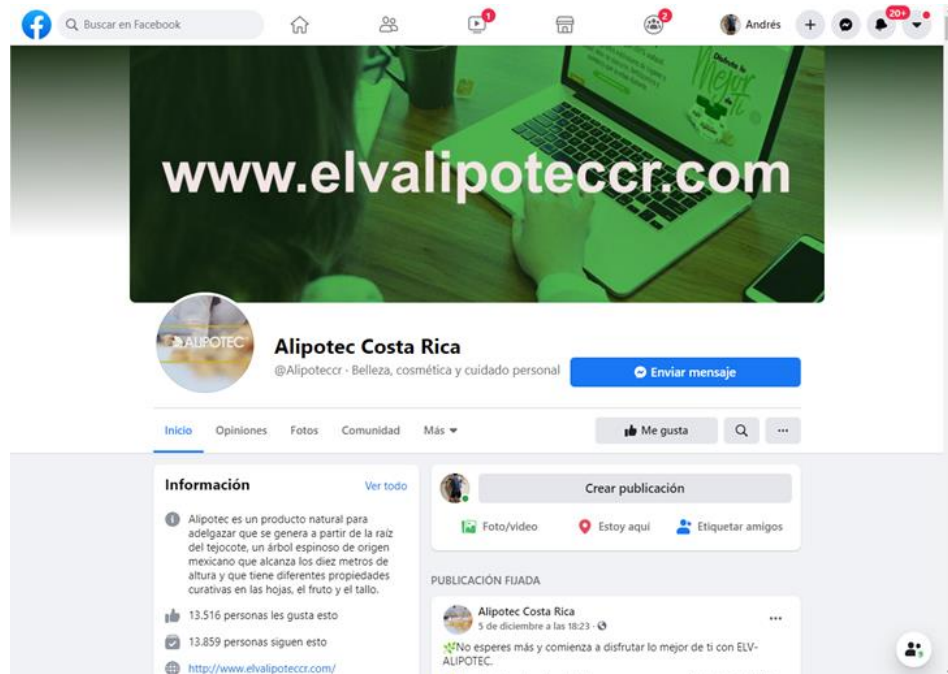 Buscar en Facebook
1
2
Andrés
20+
Disfruta lo
Mejor
de
Ti
www.elvalipoteccr.com
ALIPOTEC
Alipotec Costa Rica
@Alipoteccr · Belleza, cosmética y cuidado personal
Enviar mensaje
Inicio Opiniones Fotos Comunidad Más
Me gusta
Información Ver todo
Alipotec es un producto natural para
adelgazar que se genera a partir de la raíz
del tejocote, un árbol espinoso de origen
mexicano que alcanza los diez metros de
altura y que tiene diferentes propiedades
curativas en las hojas, el fruto y el tallo.
13.516 personas les gusta esto
13.859 personas siguen esto
http://www.elvalipoteccr.com/
Crear publicación
Foto/video Estoy aquí Etiquetar amigos
PUBLICACIÓN FIJADA
Alipotec Costa Rica
5 de diciembre a las 18:23 ·
No esperes más y comienza a disfrutar lo mejor de ti con ELV-
ALIPOTEC.